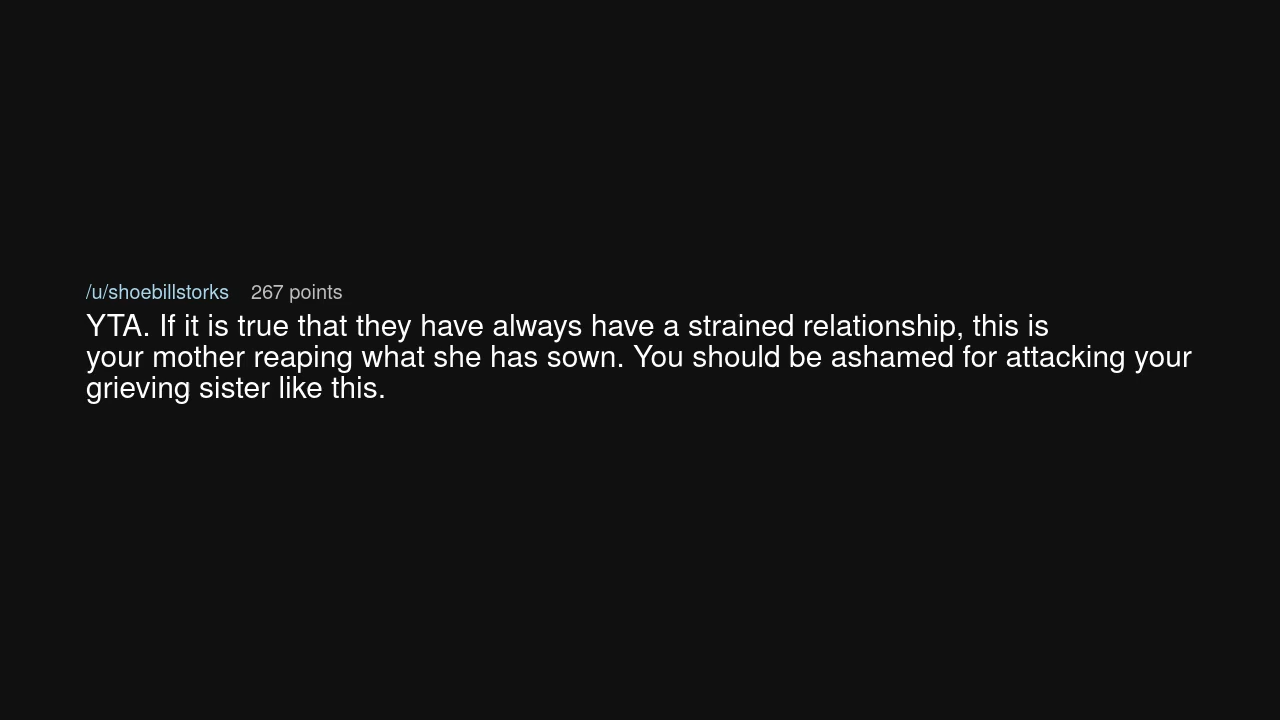 /u/shoebillstorks 267 points
YTA. If it is true that they have always have a strained relationship, this is
your mother reaping what she has sown. You should be ashamed for attacking your
grieving sister like this.